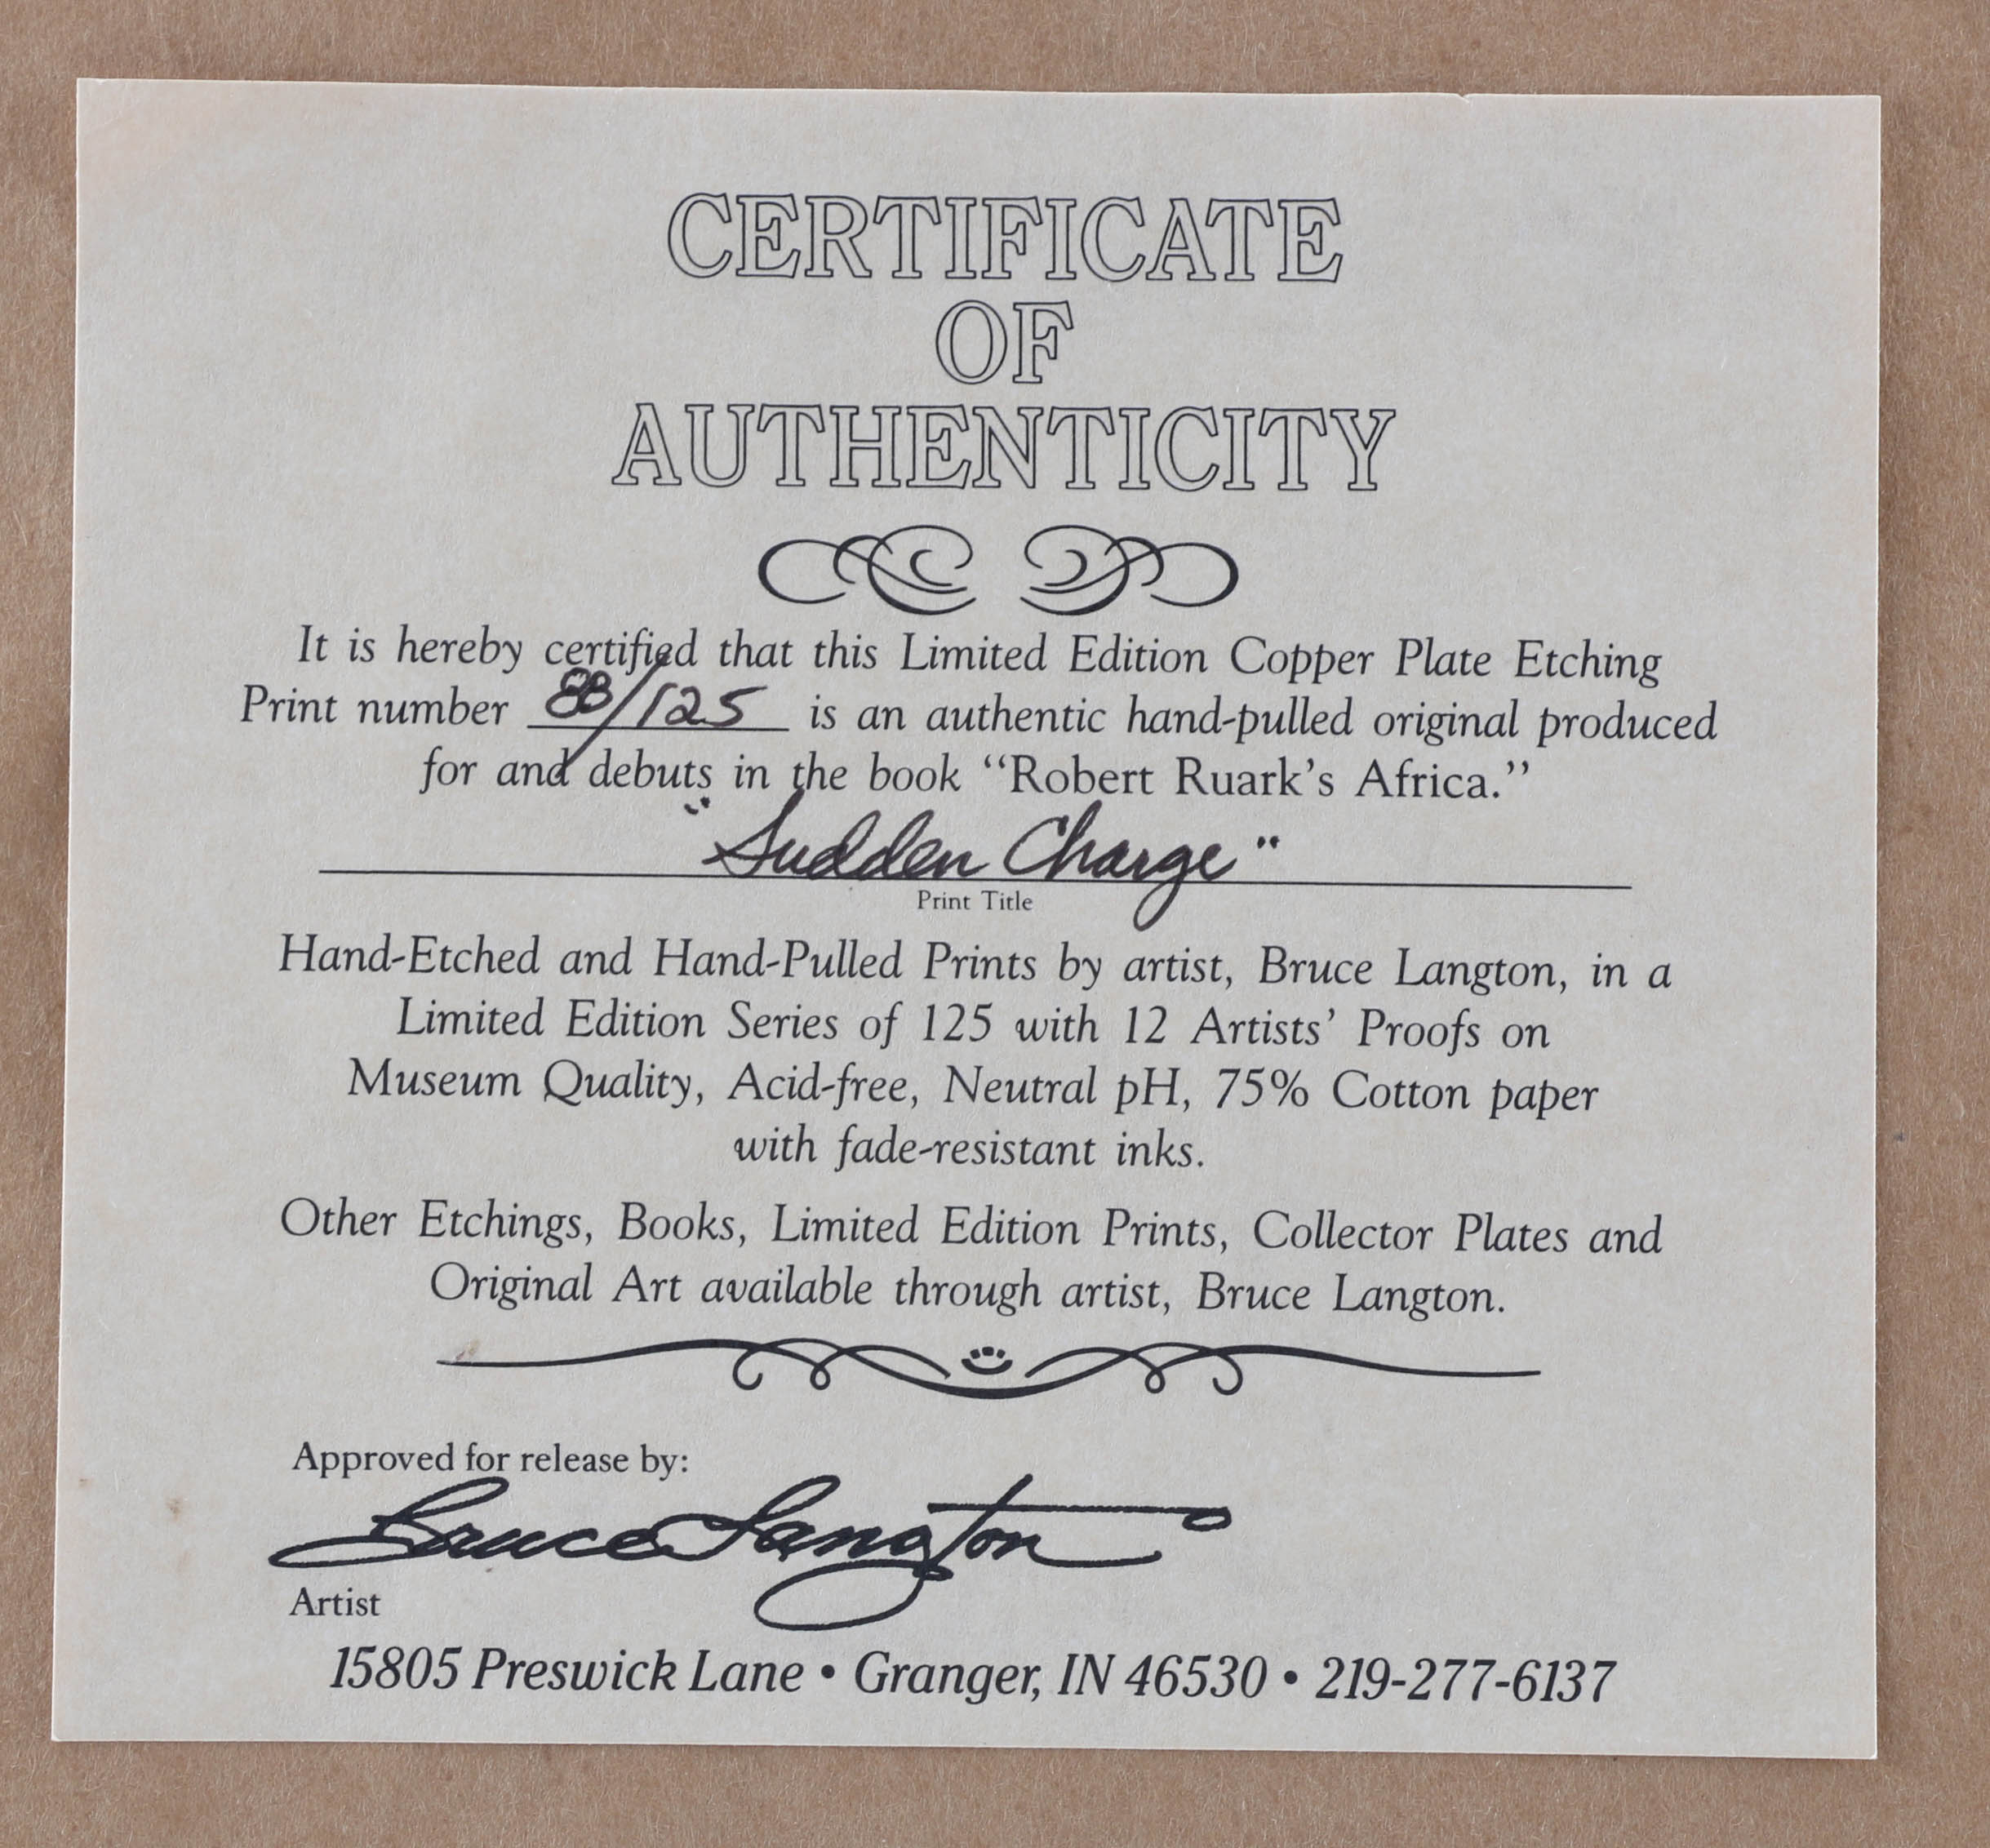 CERTIFICATE
OF
AUTHENTICITY
It is hereby certified that this Limited Edition Copper Plate Etching
Print number 88/125 is an authentic hand-pulled original produced
for and debuts in the book “Robert Ruark’s Africa.”
"Sudden Charge"
Print Title
Hand-Etched and Hand-Pulled Prints by artist, Bruce Langton, in a
Limited Edition Series of 125 with 12 Artists’ Proofs on
Museum Quality, Acid-free, Neutral pH, 75% Cotton paper
with fade-resistant inks.
Other Etchings, Books, Limited Edition Prints, Collector Plates and
Original Art available through artist, Bruce Langton.
Approved for release by:
Bruce Langton
Artist
15805 Preswick Lane • Granger, IN 46530 • 219-277-6137